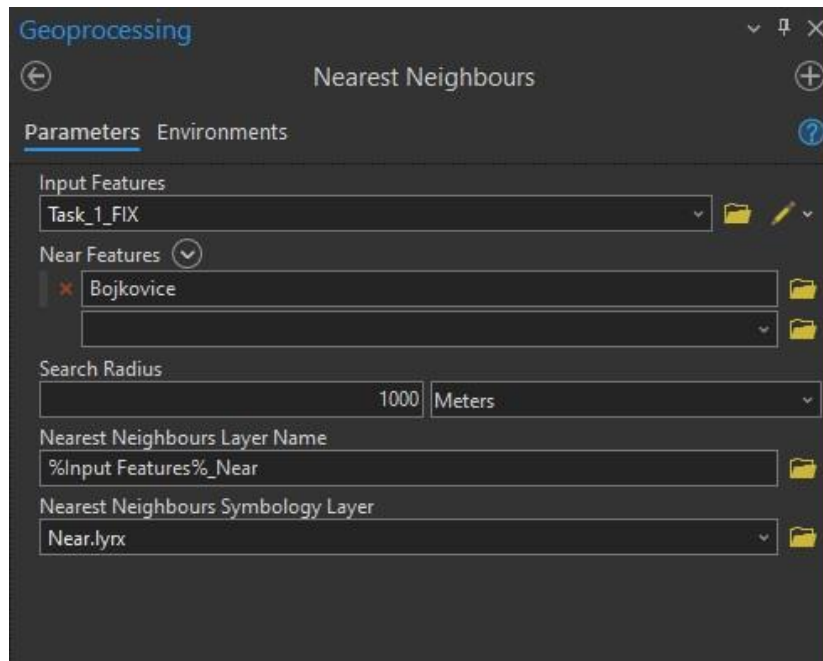 Geoprocessing
Nearest Neighbours
Parameters Environments
Input Features
Task_1_FIX
Near Features
Bojkovice
Search Radius
1000 Meters
Nearest Neighbours Layer Name
%Input Features%_Near
Nearest Neighbours Symbology Layer
Near.lyrx